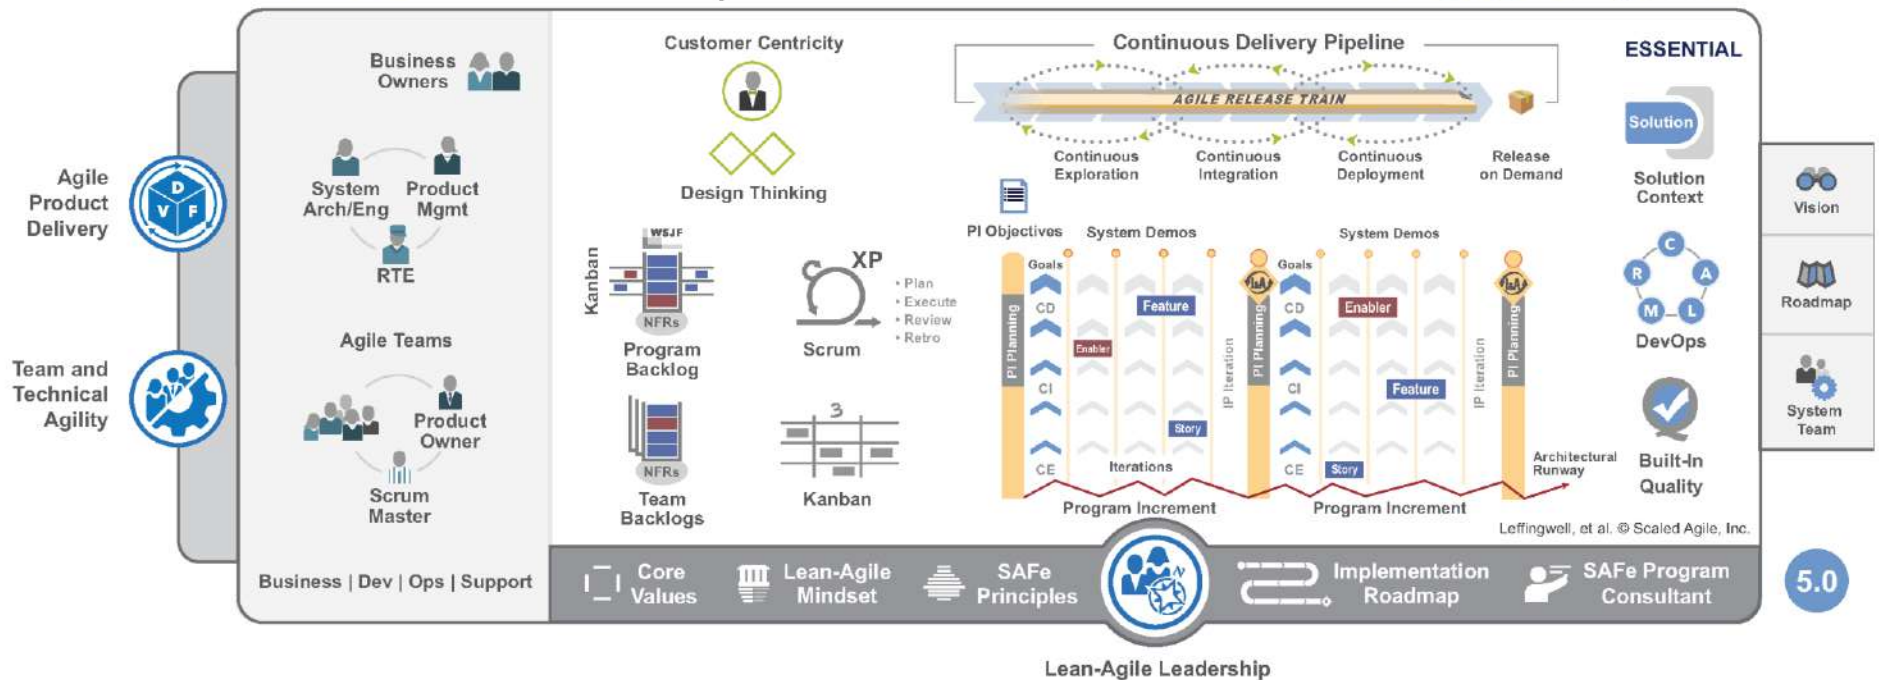 Agile
Product
Delivery
D
V F
Team and
Technical
Agility
Business
Owners
System
Arch/Eng
Product
Mgmt
RTE
Agile Teams
Product
Owner
Scrum
Master
Business | Dev | Ops | Support
Customer Centricity
Design Thinking
Kanban
WSJF
NFRs
Program
Backlog
XP
• Plan
• Execute
• Review
• Retro
Scrum
NFRs
Team
Backlogs
3
Kanban
Continuous Delivery Pipeline
AGILE RELEASE TRAIN
Continuous
Exploration
Continuous
Integration
Continuous
Deployment
Release
on Demand
PI Objectives
System Demos
System Demos
PI Planning
Goals
CD
CI
CE
Feature
Enabler
Story
Iterations
IP Iteration
I&A
PI Planning
Goals
CD
CI
CE
Enabler
Feature
Story
IP Iteration
I&A
PI Planning
Architectural
Runway
Program Increment
Program Increment
ESSENTIAL
Solution
Solution
Context
C
R A
M L
DevOps
Built-In
Quality
Leffingwell, et al. © Scaled Agile, Inc.
Vision
Roadmap
System
Team
Core
Values
Lean-Agile
Mindset
SAFe
Principles
N
Implementation
Roadmap
SAFe Program
Consultant
5.0
Lean-Agile Leadership